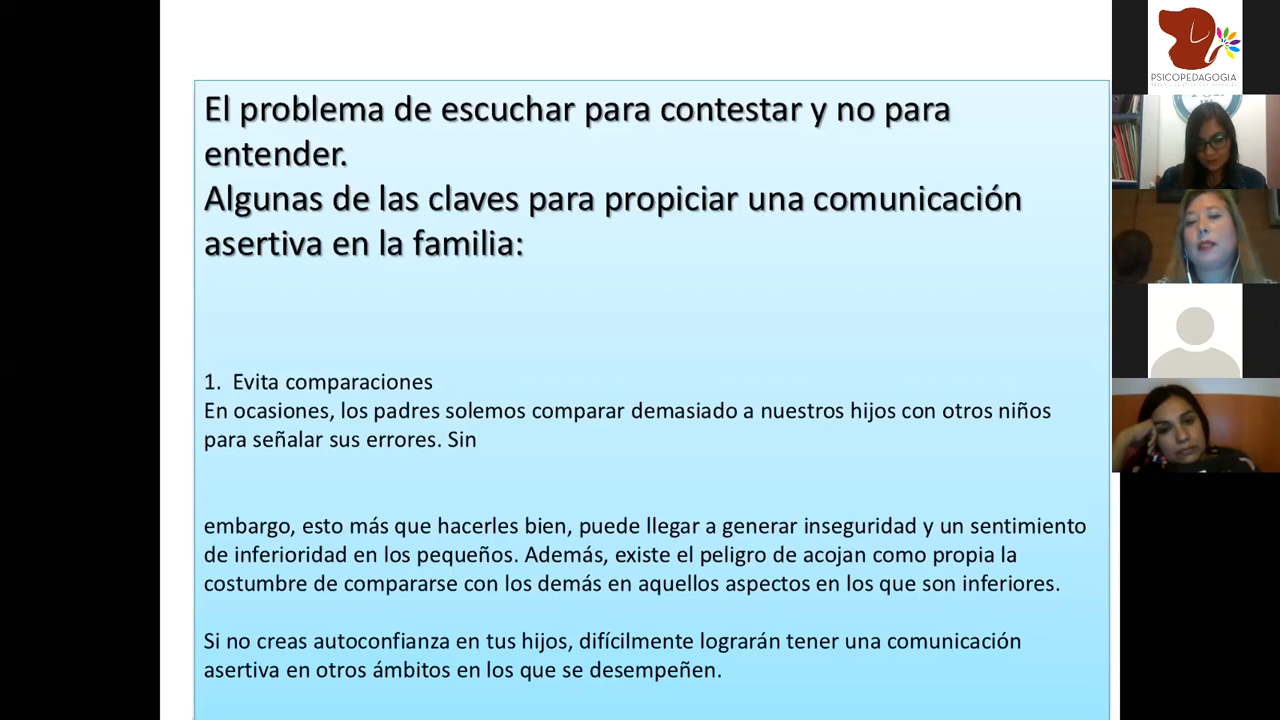 El problema de escuchar para contestar y no para
entender.
Algunas de las claves para propiciar una comunicación
asertiva en la familia:
1. Evita comparaciones
En ocasiones, los padres solemos comparar demasiado a nuestros hijos con otros niños
para señalar sus errores. Sin
embargo, esto más que hacerles bien, puede llegar a generar inseguridad y un sentimiento
de inferioridad en los pequeños. Además, existe el peligro de acojan como propia la
costumbre de compararse con los demás en aquellos aspectos en los que son inferiores.
Si no creas autoconfianza en tus hijos, difícilmente lograrán tener una comunicación
asertiva en otros ámbitos en los que se desempeñen.
PSICOPEDAGOGIA